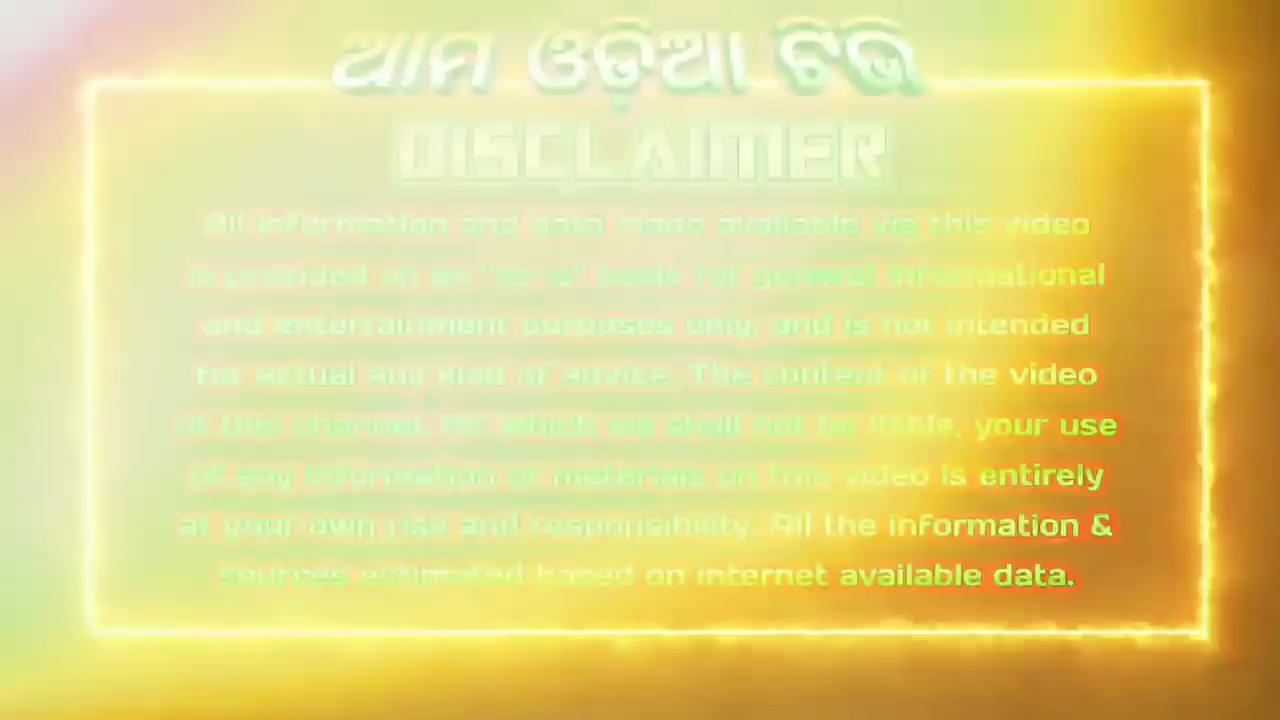 ଆମ ଓଡ଼ିଆ ଟିଭି
DISCLAIMER
All information and data made available via this video
is provided on an "as-is" basis for general informational
and entertainment purposes only, and is not intended
for actual any kind of advice. The content of the video
of this channel, for which we shall not be liable, your use
of any information or materials on this video is entirely
at your own risk and responsibility. All the information &
sources estimated based on internet available data.